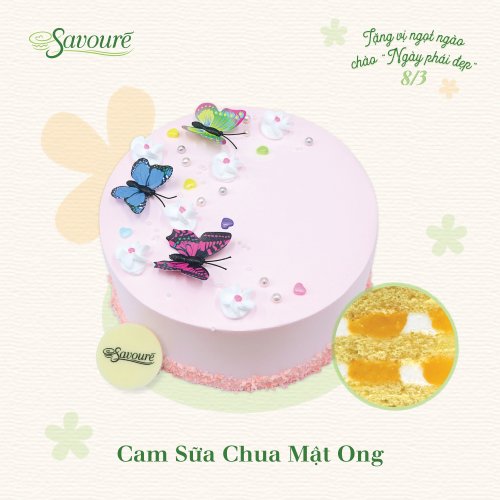 Savouré
Tặng vị ngọt ngào
chào "Ngày phái đẹp"
8/3
Savouré
Cam Sữa Chua Mật Ong